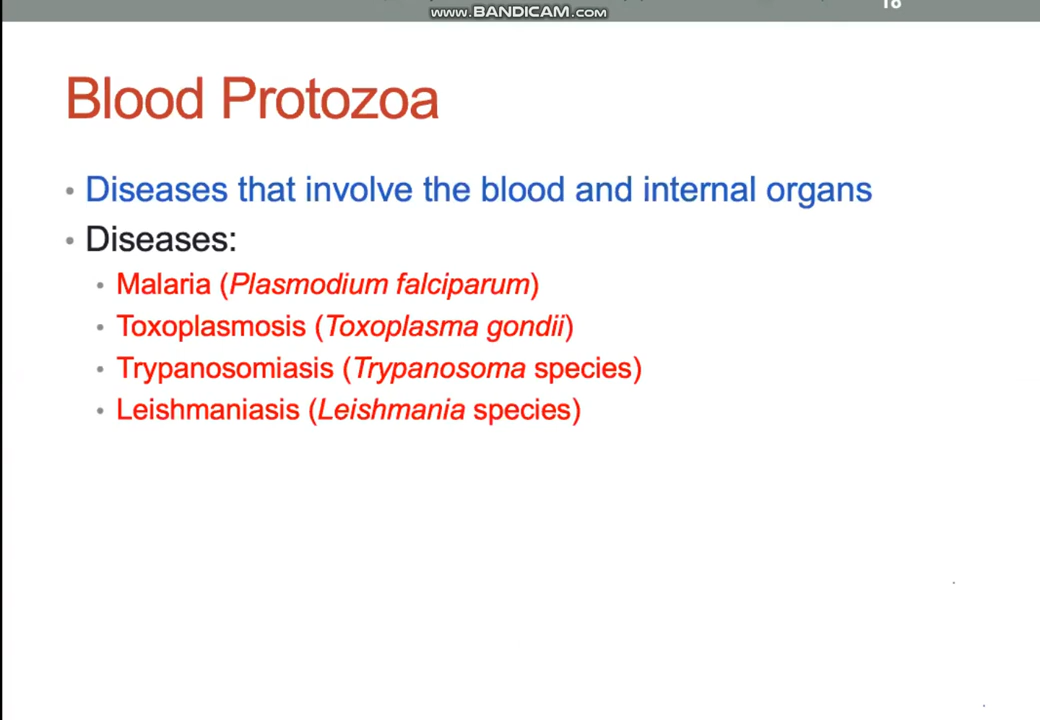 www.BANDICAM.com
18
Blood Protozoa
• Diseases that involve the blood and internal organs
• Diseases:
• Malaria (Plasmodium falciparum)
• Toxoplasmosis (Toxoplasma gondii)
• Trypanosomiasis (Trypanosoma species)
• Leishmaniasis (Leishmania species)